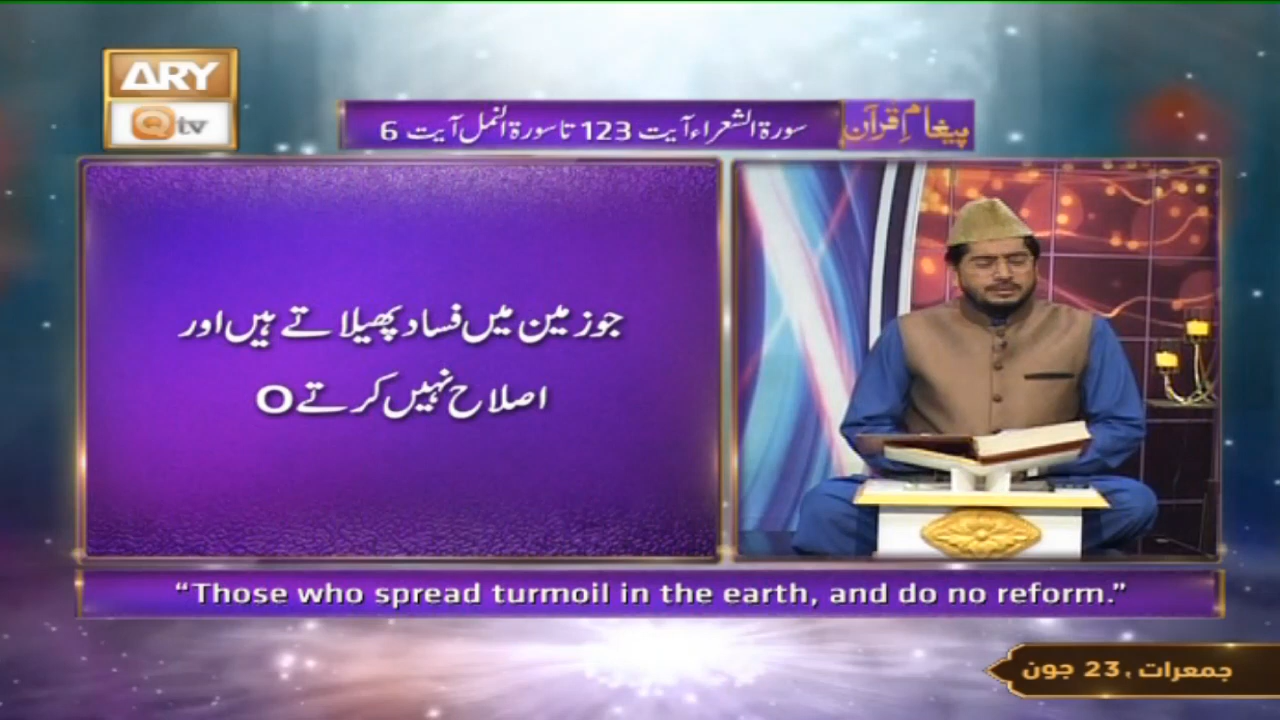 ARY
Qtv
پیغامِ قرآن
سورۃ الشعراء آیت 123 تا سورۃ النمل آیت 6
جو زمین میں فساد پھیلاتے ہیں اور
اصلاح نہیں کرتے O
“Those who spread turmoil in the earth, and do no reform.”
جمعرات، 23 جون